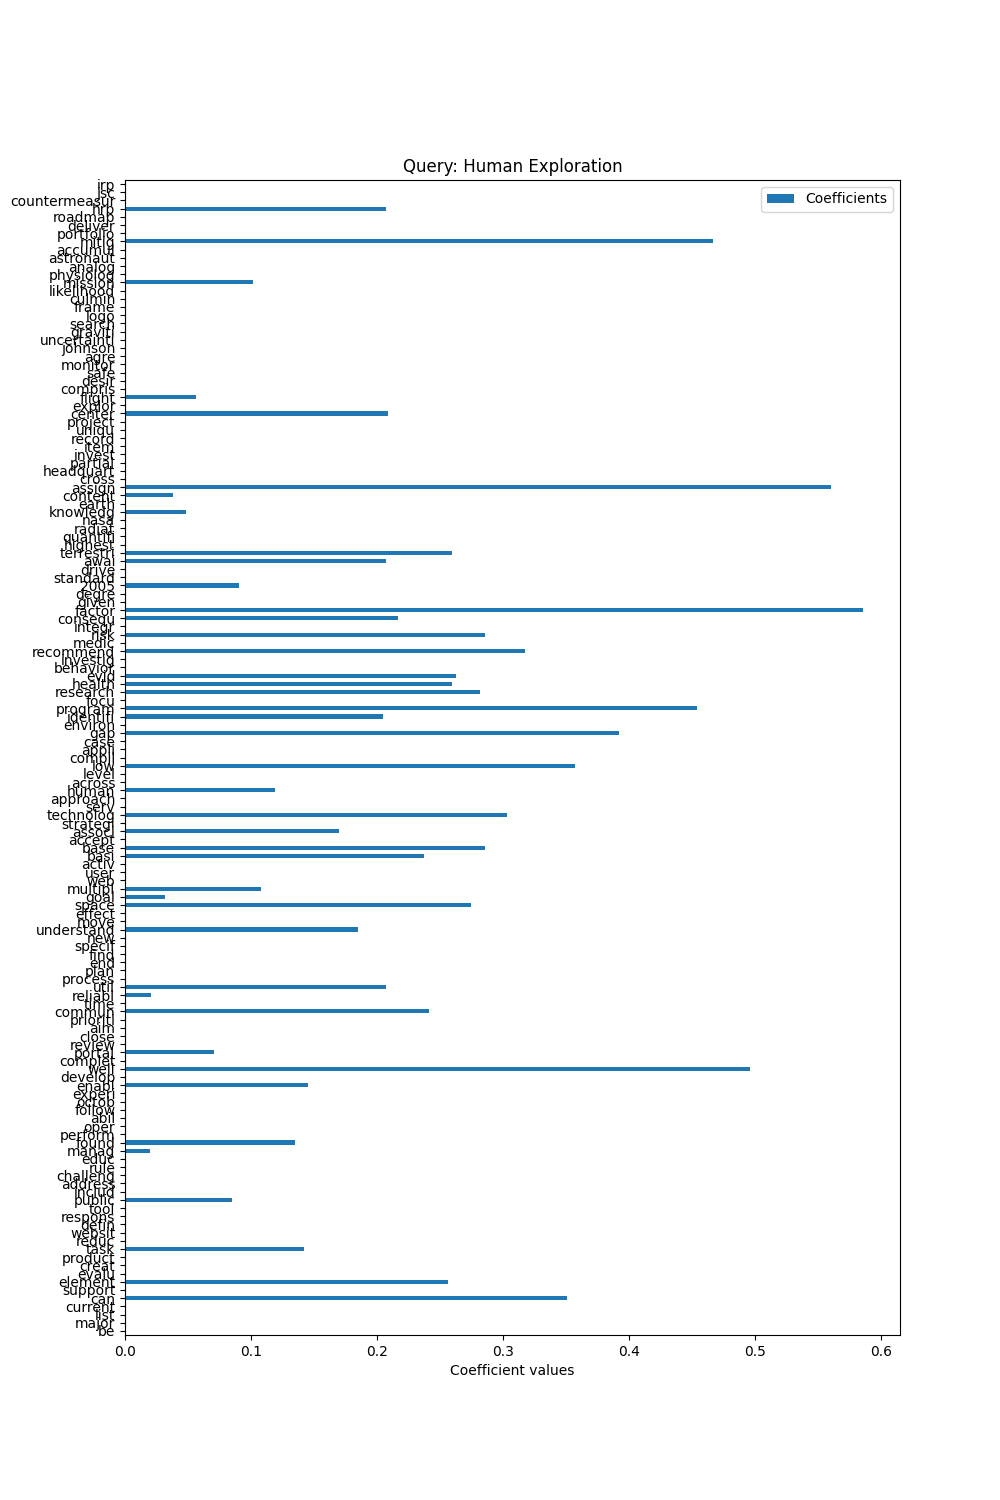 Query: Human Exploration
Coefficients
irp
jsc
countermeasur
hrp
roadmap
deliver
portfolio
mitig
accumul
astronaut
analog
physiolog
mission
likelihood
culmin
frame
logo
search
graviti
uncertainti
johnson
agre
monitor
safe
desir
compris
flight
explor
center
project
uniqu
record
item
invest
partial
headquart
cross
assign
content
earth
knowledg
nasa
radiat
quantifi
highest
terrestri
awai
drive
standard
2005
degre
given
factor
consequ
integr
risk
medic
recommend
investig
behavior
evid
health
research
focu
program
identifi
environ
gap
case
appli
compil
low
level
across
human
approach
serv
technolog
strategi
associ
accept
base
basi
activ
user
web
multipl
goal
space
effect
move
understand
new
specif
find
end
plan
process
util
reliabl
time
commun
prioriti
aim
close
review
portal
complet
well
develop
enabl
experi
octob
follow
abil
oper
perform
found
manag
educ
rule
challeng
address
includ
public
tool
respons
defin
websit
reduc
task
product
creat
evalu
element
support
can
current
list
major
be
0.0 0.1 0.2 0.3 0.4 0.5 0.6
Coefficient values